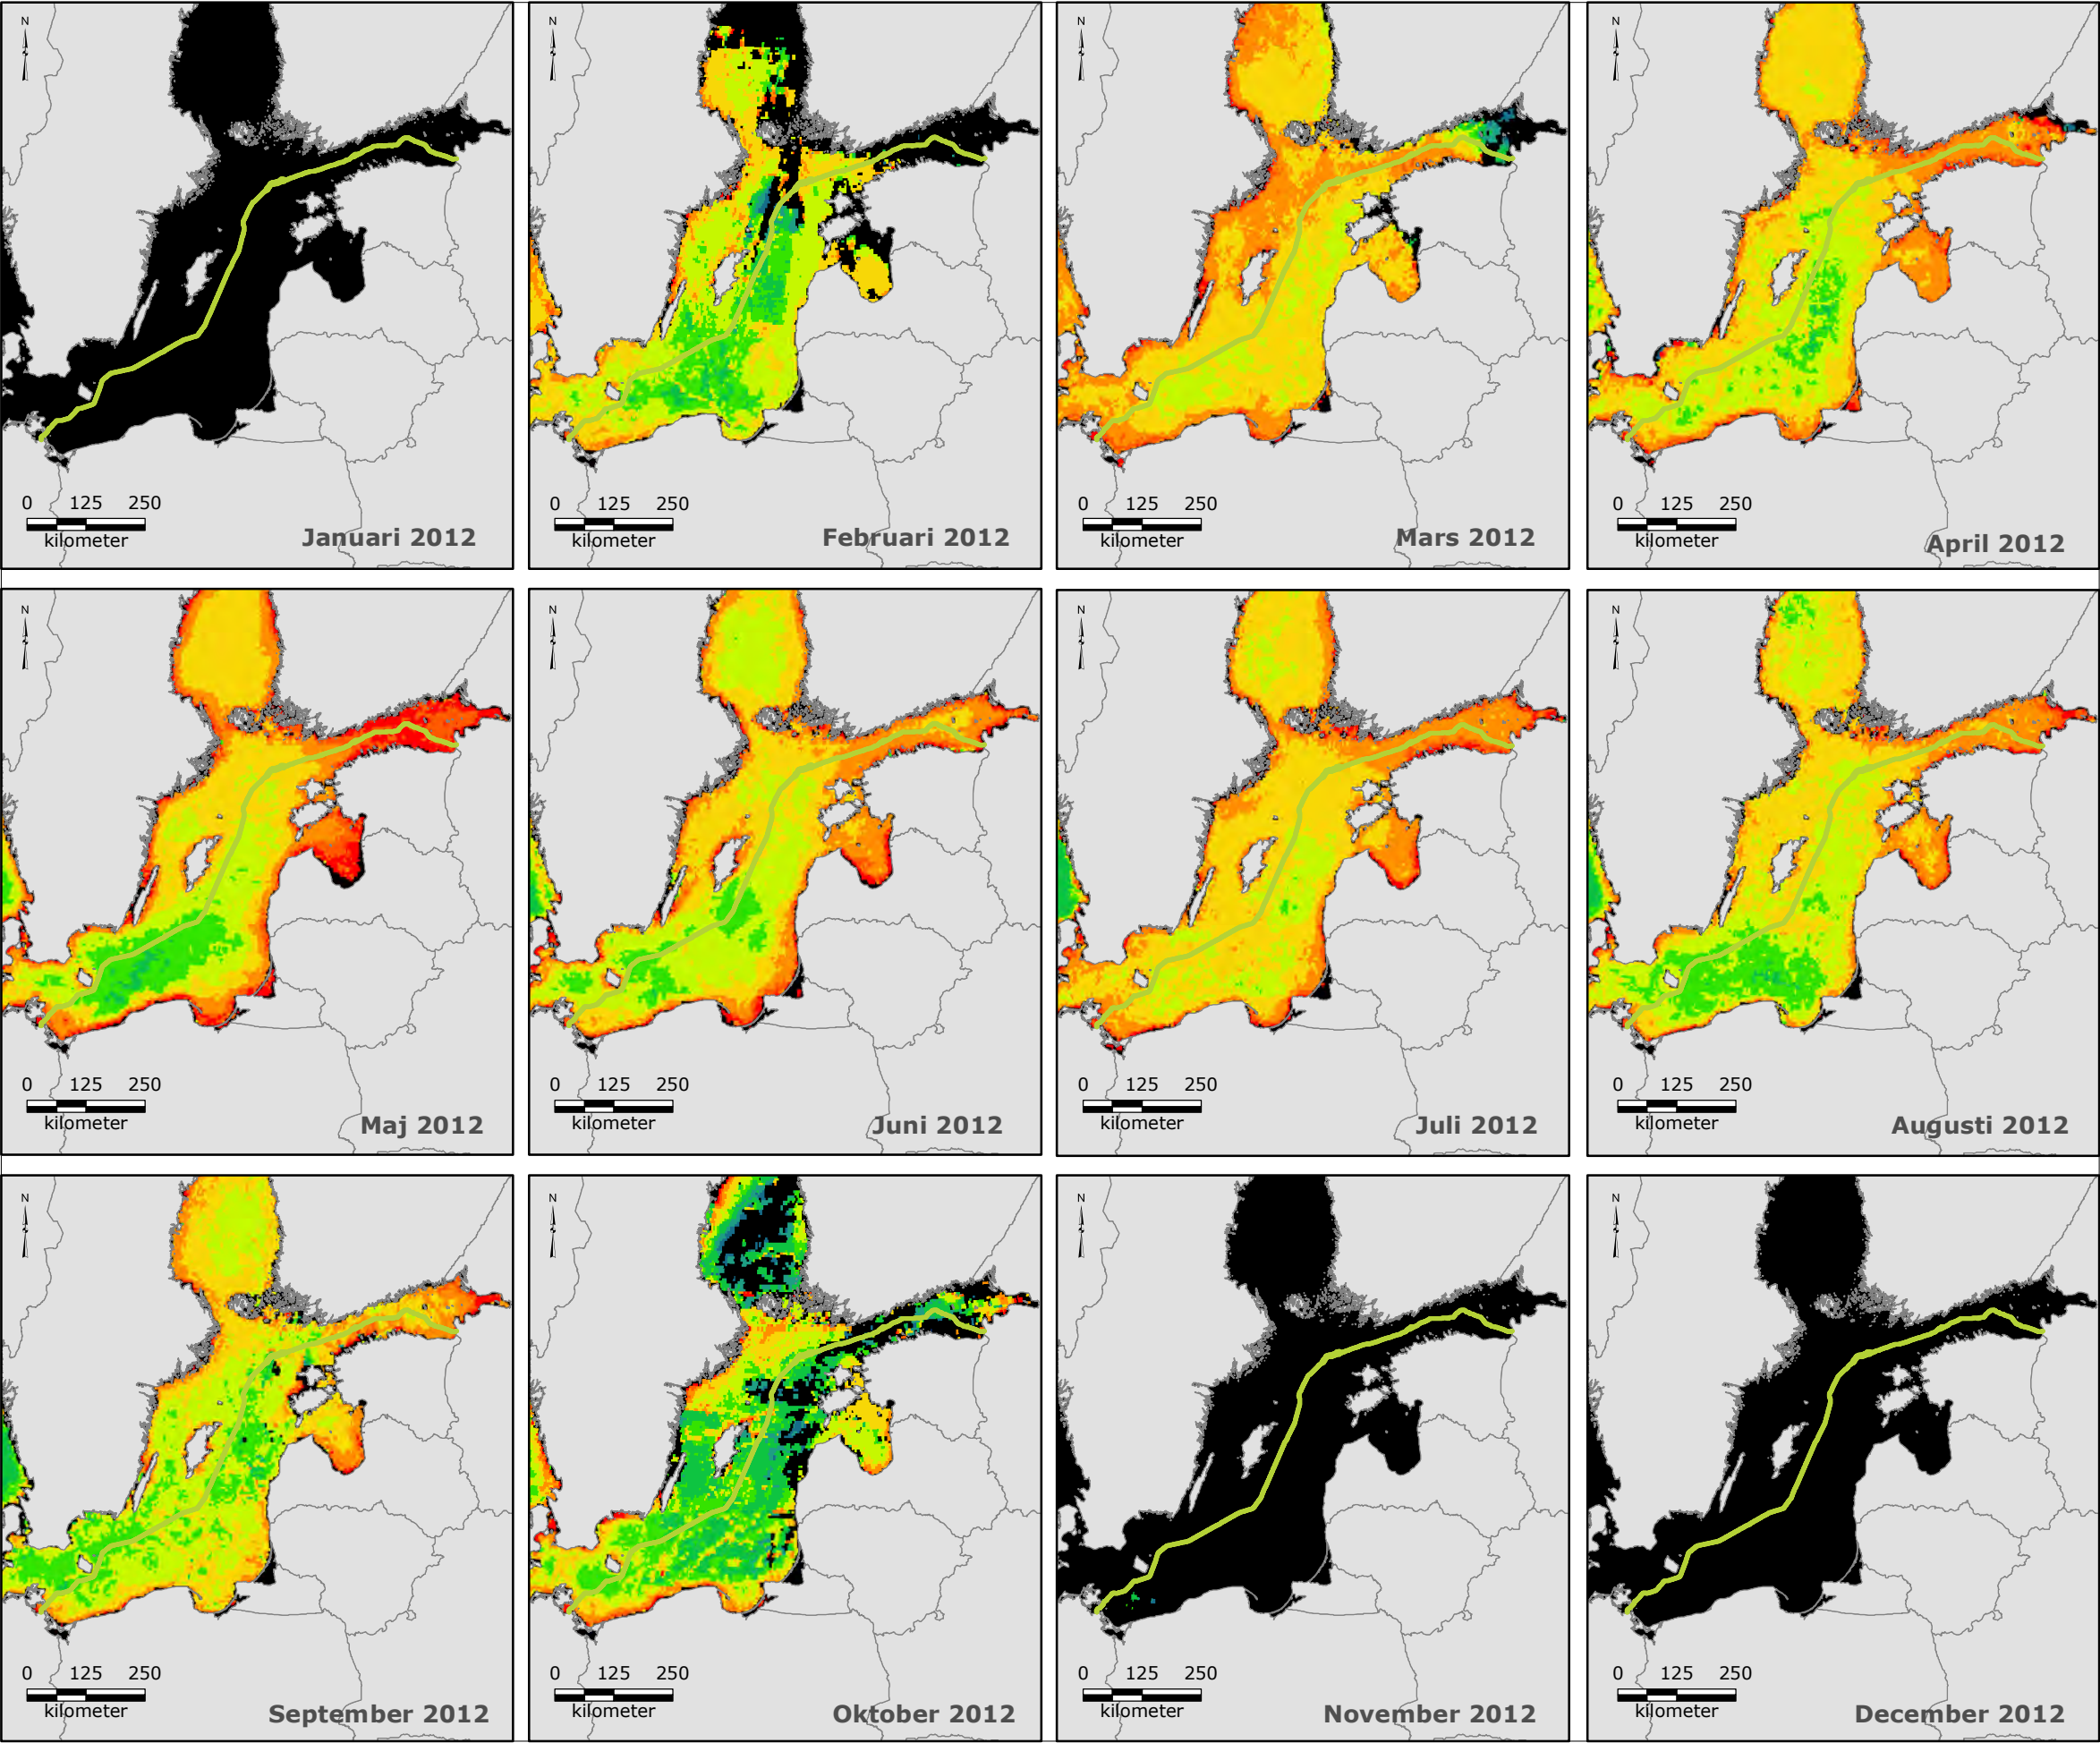 N
0 125 250
kilometer
Januari 2012
N
0 125 250
kilometer
Februari 2012
N
0 125 250
kilometer
Mars 2012
N
0 125 250
kilometer
April 2012
N
0 125 250
kilometer
Maj 2012
N
0 125 250
kilometer
Juni 2012
N
0 125 250
kilometer
Juli 2012
N
0 125 250
kilometer
Augusti 2012
N
0 125 250
kilometer
September 2012
N
0 125 250
kilometer
Oktober 2012
N
0 125 250
kilometer
November 2012
N
0 125 250
kilometer
December 2012